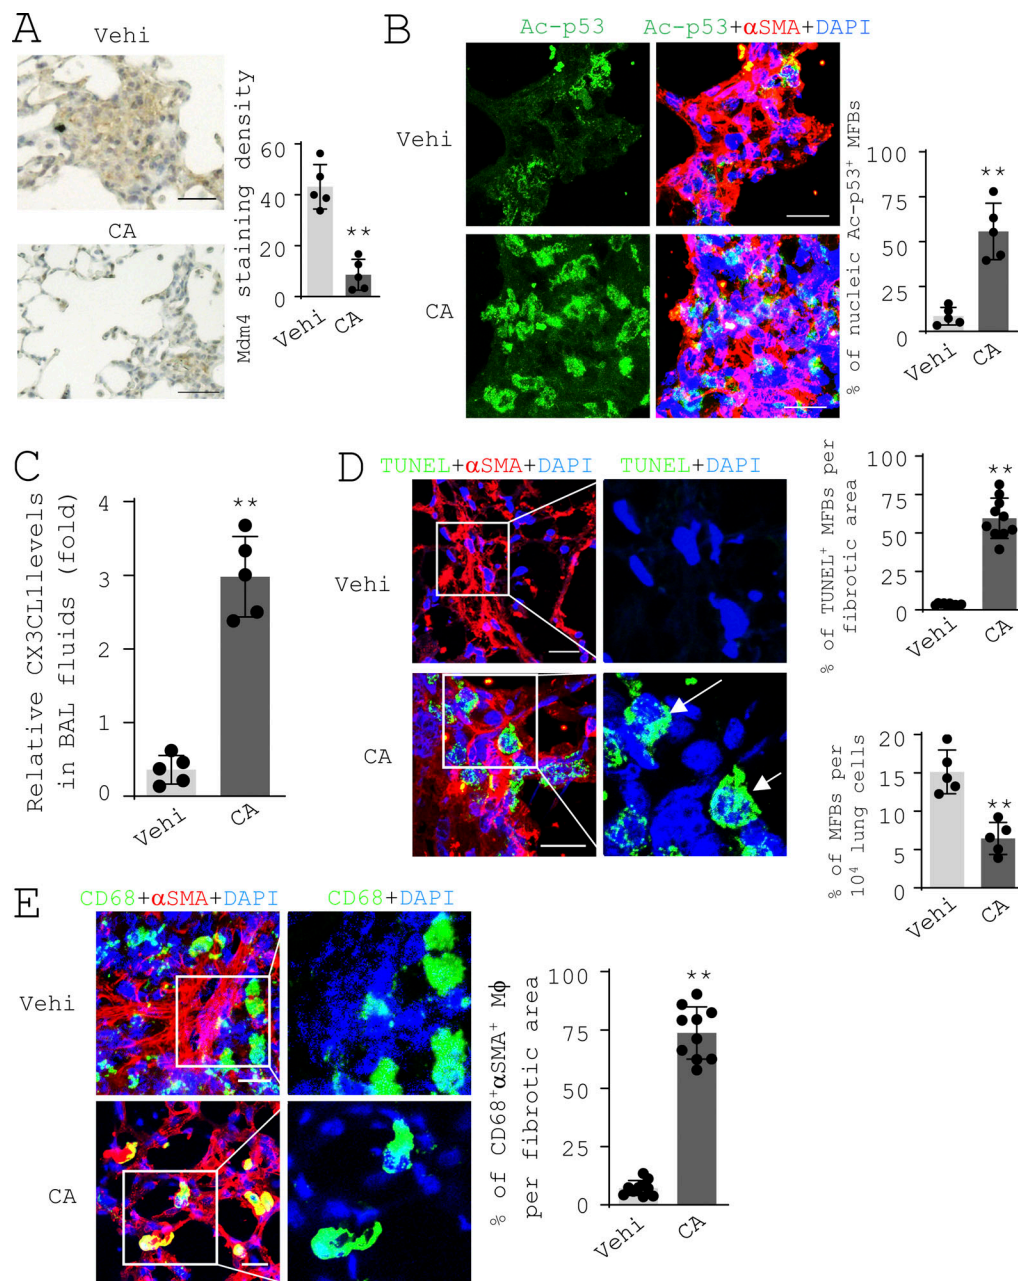 A
Vehi
CA
Mdm4 staining density
60
40
20
0
**
Vehi
CA
B
Ac-p53
Ac-p53+αSMA+DAPI
Vehi
CA
% of nucleic Ac-p53⁺ MFBs
100
75
50
25
0
**
Vehi
CA
C
Relative CX3CL1levels
in BAL fluids (fold)
4
3
2
1
0
**
Vehi
CA
D
TUNEL+αSMA+DAPI
TUNEL+DAPI
Vehi
CA
% of TUNEL⁺ MFBs per
fibrotic area
100
75
50
25
0
**
Vehi
CA
% of MFBs per
10⁴ lung cells
20
15
10
5
0
**
Vehi
CA
E
CD68+αSMA+DAPI
CD68+DAPI
Vehi
CA
% of CD68⁺αSMA⁺ Mϕ
per fibrotic area
100
75
50
25
0
**
Vehi
CA